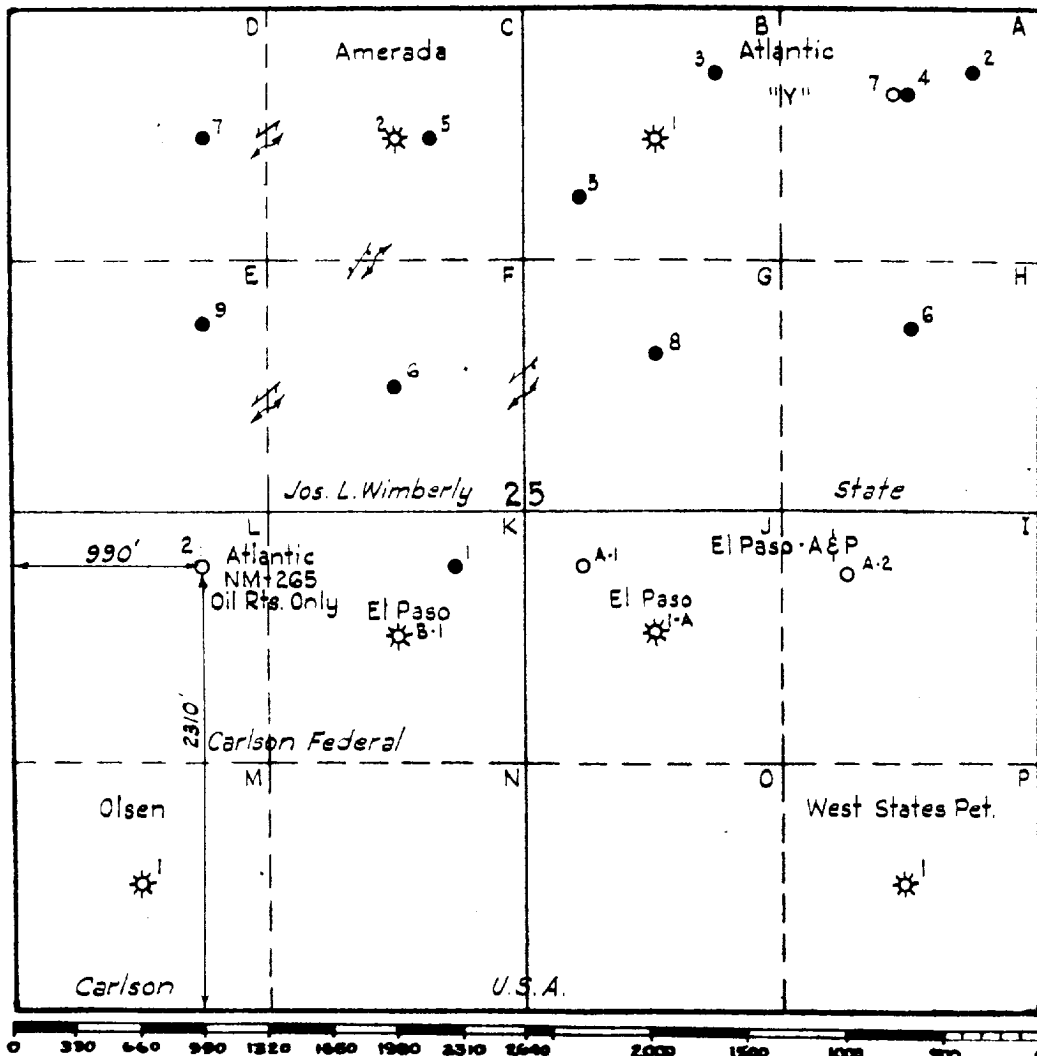 D C B A
Amerada
Atlantic
"Y"
3
2
7 4
7
2 5
1
5
E F G H
9
6
8
6
Jos. L. Wimberly 25 State
L K J I
990'
2
Atlantic
NM-265
Oil Rts. Only
1
A-1
El Paso-A&P
A-2
El Paso
B-1
El Paso
1-A
2310'
Carlson Federal
M N O P
Olsen
West States Pet.
1
1
Carlson U.S.A.
0 330 660 990 1320 1650 1980 2310 2640 2000 1500 1000 500 0